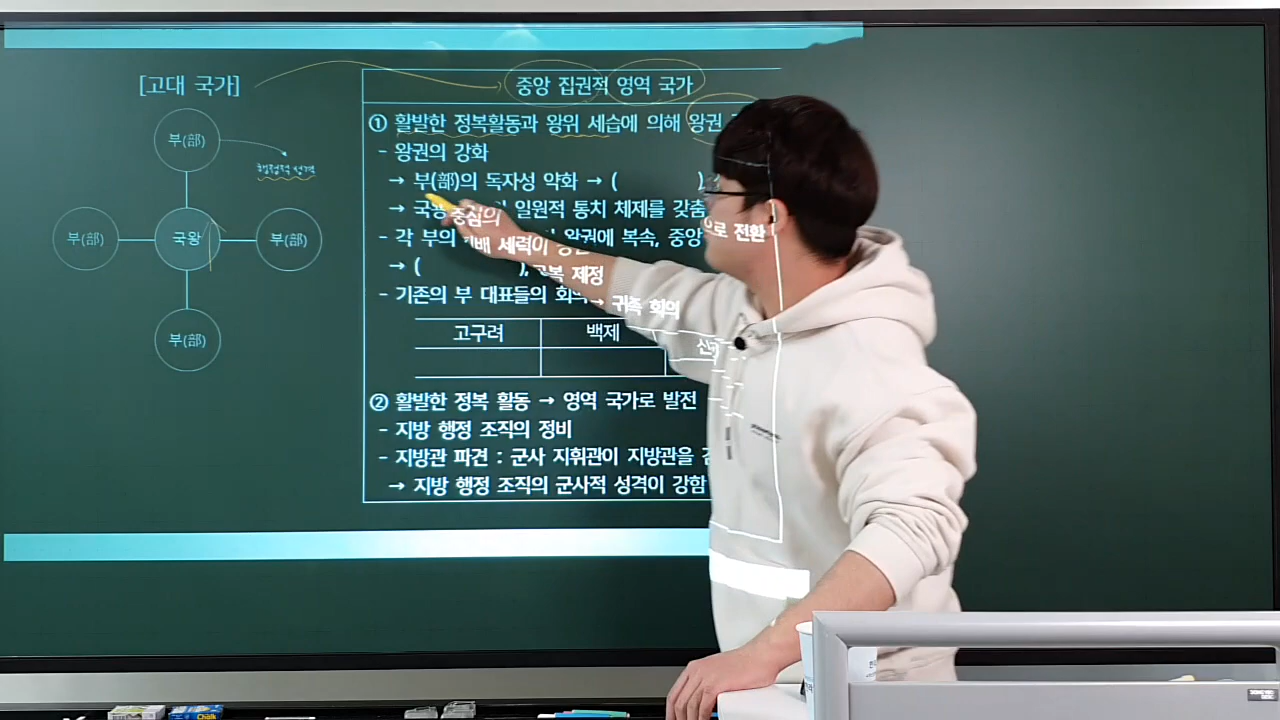 [고대 국가]
부(部)
행정적 성격
부(部)
국왕
부(部)
부(部)
중앙 집권적 영역 국가
① 활발한 정복활동과 왕위 세습에 의해 왕권
- 왕권의 강화
→ 부(部)의 독자성 약화 → ( ),
→ 국왕 중심의 일원적 통치 체제를 갖춤
- 각 부의 지배 세력이 왕권에 복속, 중앙 으로 전환
→ ( ), 공복 제정
- 기존의 부 대표들의 회의 → 귀족 회의
고구려 백제
② 활발한 정복 활동 → 영역 국가로 발전
- 지방 행정 조직의 정비
- 지방관 파견 : 군사 지휘관이 지방관을
→ 지방 행정 조직의 군사적 성격이 강함
Chalk